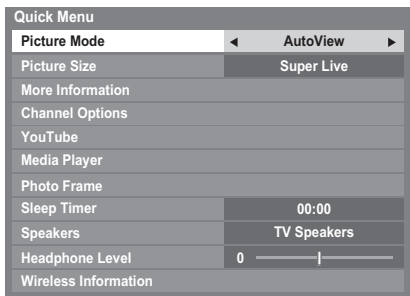 Quick Menu
Picture Mode ◀ AutoView ▶
Picture Size Super Live
More Information
Channel Options
YouTube
Media Player
Photo Frame
Sleep Timer 00:00
Speakers TV Speakers
Headphone Level 0
Wireless Information